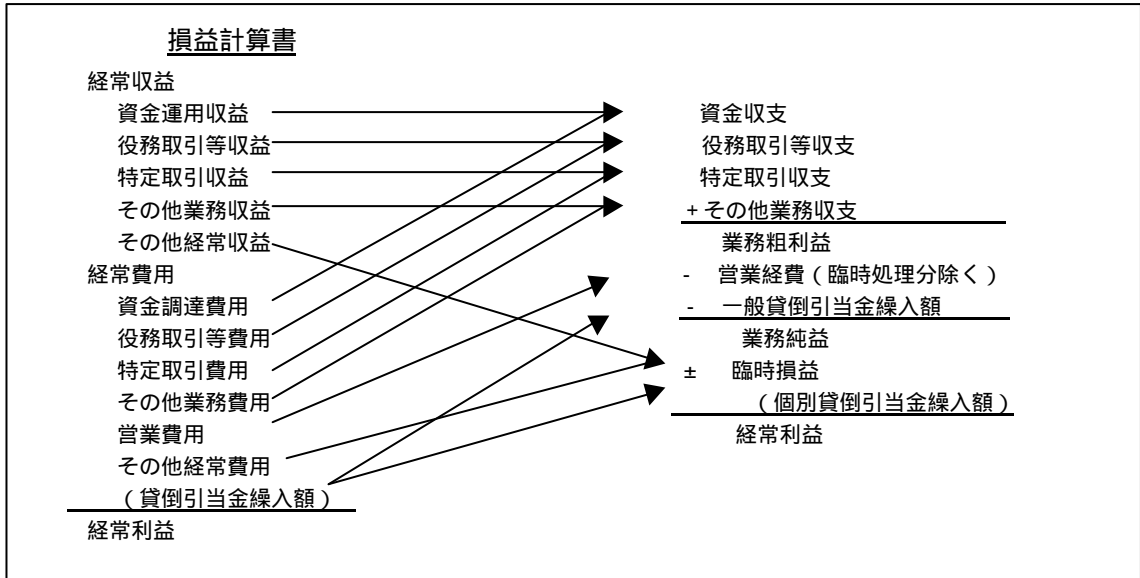 損益計算書
経常収益
資金運用収益
役務取引等収益
特定取引収益
その他業務収益
その他経常収益
経常費用
資金調達費用
役務取引等費用
特定取引費用
その他業務費用
営業費用
その他経常費用
(貸倒引当金繰入額)
経常利益
資金収支
役務取引等収支
特定取引収支
+その他業務収支
業務粗利益
- 営業経費(臨時処理分除く)
- 一般貸倒引当金繰入額
業務純益
± 臨時損益
(個別貸倒引当金繰入額)
経常利益